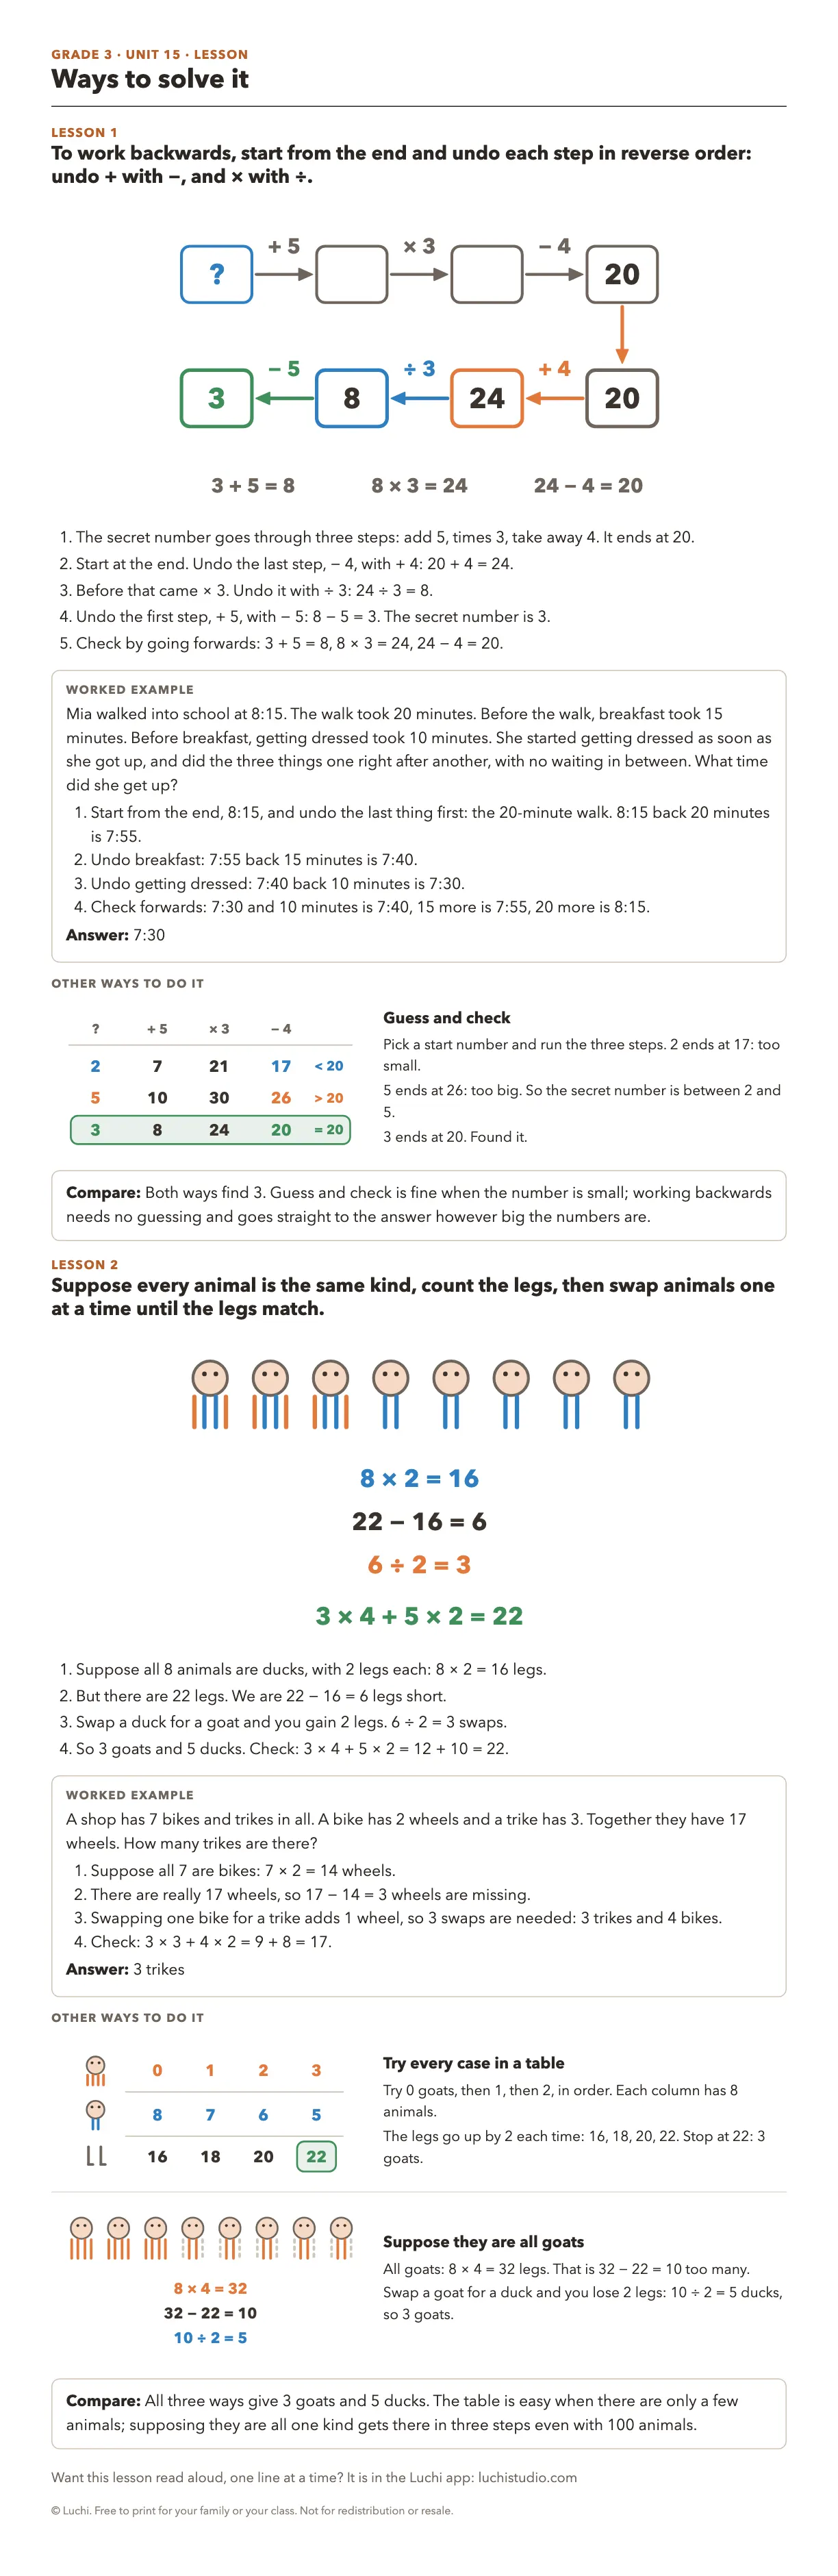 GRADE 3 · UNIT 15 · LESSON
Ways to solve it
LESSON 1
To work backwards, start from the end and undo each step in reverse order:
undo + with −, and × with ÷.
+ 5 × 3 − 4
? 20
− 5 ÷ 3 + 4
3 8 24 20
3 + 5 = 8 8 × 3 = 24 24 − 4 = 20
1. The secret number goes through three steps: add 5, times 3, take away 4. It ends at 20.
2. Start at the end. Undo the last step, − 4, with + 4: 20 + 4 = 24.
3. Before that came × 3. Undo it with ÷ 3: 24 ÷ 3 = 8.
4. Undo the first step, + 5, with − 5: 8 − 5 = 3. The secret number is 3.
5. Check by going forwards: 3 + 5 = 8, 8 × 3 = 24, 24 − 4 = 20.
WORKED EXAMPLE
Mia walked into school at 8:15. The walk took 20 minutes. Before the walk, breakfast took 15
minutes. Before breakfast, getting dressed took 10 minutes. She started getting dressed as soon as
she got up, and did the three things one right after another, with no waiting in between. What time
did she get up?
1. Start from the end, 8:15, and undo the last thing first: the 20-minute walk. 8:15 back 20 minutes
is 7:55.
2. Undo breakfast: 7:55 back 15 minutes is 7:40.
3. Undo getting dressed: 7:40 back 10 minutes is 7:30.
4. Check forwards: 7:30 and 10 minutes is 7:40, 15 more is 7:55, 20 more is 8:15.
Answer: 7:30
OTHER WAYS TO DO IT
? + 5 × 3 − 4
2 7 21 17 < 20
5 10 30 26 > 20
3 8 24 20 = 20
Guess and check
Pick a start number and run the three steps. 2 ends at 17: too
small.
5 ends at 26: too big. So the secret number is between 2 and
5.
3 ends at 20. Found it.
Compare: Both ways find 3. Guess and check is fine when the number is small; working backwards
needs no guessing and goes straight to the answer however big the numbers are.
LESSON 2
Suppose every animal is the same kind, count the legs, then swap animals one
at a time until the legs match.
8 × 2 = 16
22 − 16 = 6
6 ÷ 2 = 3
3 × 4 + 5 × 2 = 22
1. Suppose all 8 animals are ducks, with 2 legs each: 8 × 2 = 16 legs.
2. But there are 22 legs. We are 22 − 16 = 6 legs short.
3. Swap a duck for a goat and you gain 2 legs. 6 ÷ 2 = 3 swaps.
4. So 3 goats and 5 ducks. Check: 3 × 4 + 5 × 2 = 12 + 10 = 22.
WORKED EXAMPLE
A shop has 7 bikes and trikes in all. A bike has 2 wheels and a trike has 3. Together they have 17
wheels. How many trikes are there?
1. Suppose all 7 are bikes: 7 × 2 = 14 wheels.
2. There are really 17 wheels, so 17 − 14 = 3 wheels are missing.
3. Swapping one bike for a trike adds 1 wheel, so 3 swaps are needed: 3 trikes and 4 bikes.
4. Check: 3 × 3 + 4 × 2 = 9 + 8 = 17.
Answer: 3 trikes
OTHER WAYS TO DO IT
0 1 2 3
8 7 6 5
16 18 20 22
Try every case in a table
Try 0 goats, then 1, then 2, in order. Each column has 8
animals.
The legs go up by 2 each time: 16, 18, 20, 22. Stop at 22: 3
goats.
8 × 4 = 32
32 − 22 = 10
10 ÷ 2 = 5
Suppose they are all goats
All goats: 8 × 4 = 32 legs. That is 32 − 22 = 10 too many.
Swap a goat for a duck and you lose 2 legs: 10 ÷ 2 = 5 ducks,
so 3 goats.
Compare: All three ways give 3 goats and 5 ducks. The table is easy when there are only a few
animals; supposing they are all one kind gets there in three steps even with 100 animals.
Want this lesson read aloud, one line at a time? It is in the Luchi app: luchistudio.com
© Luchi. Free to print for your family or your class. Not for redistribution or resale.